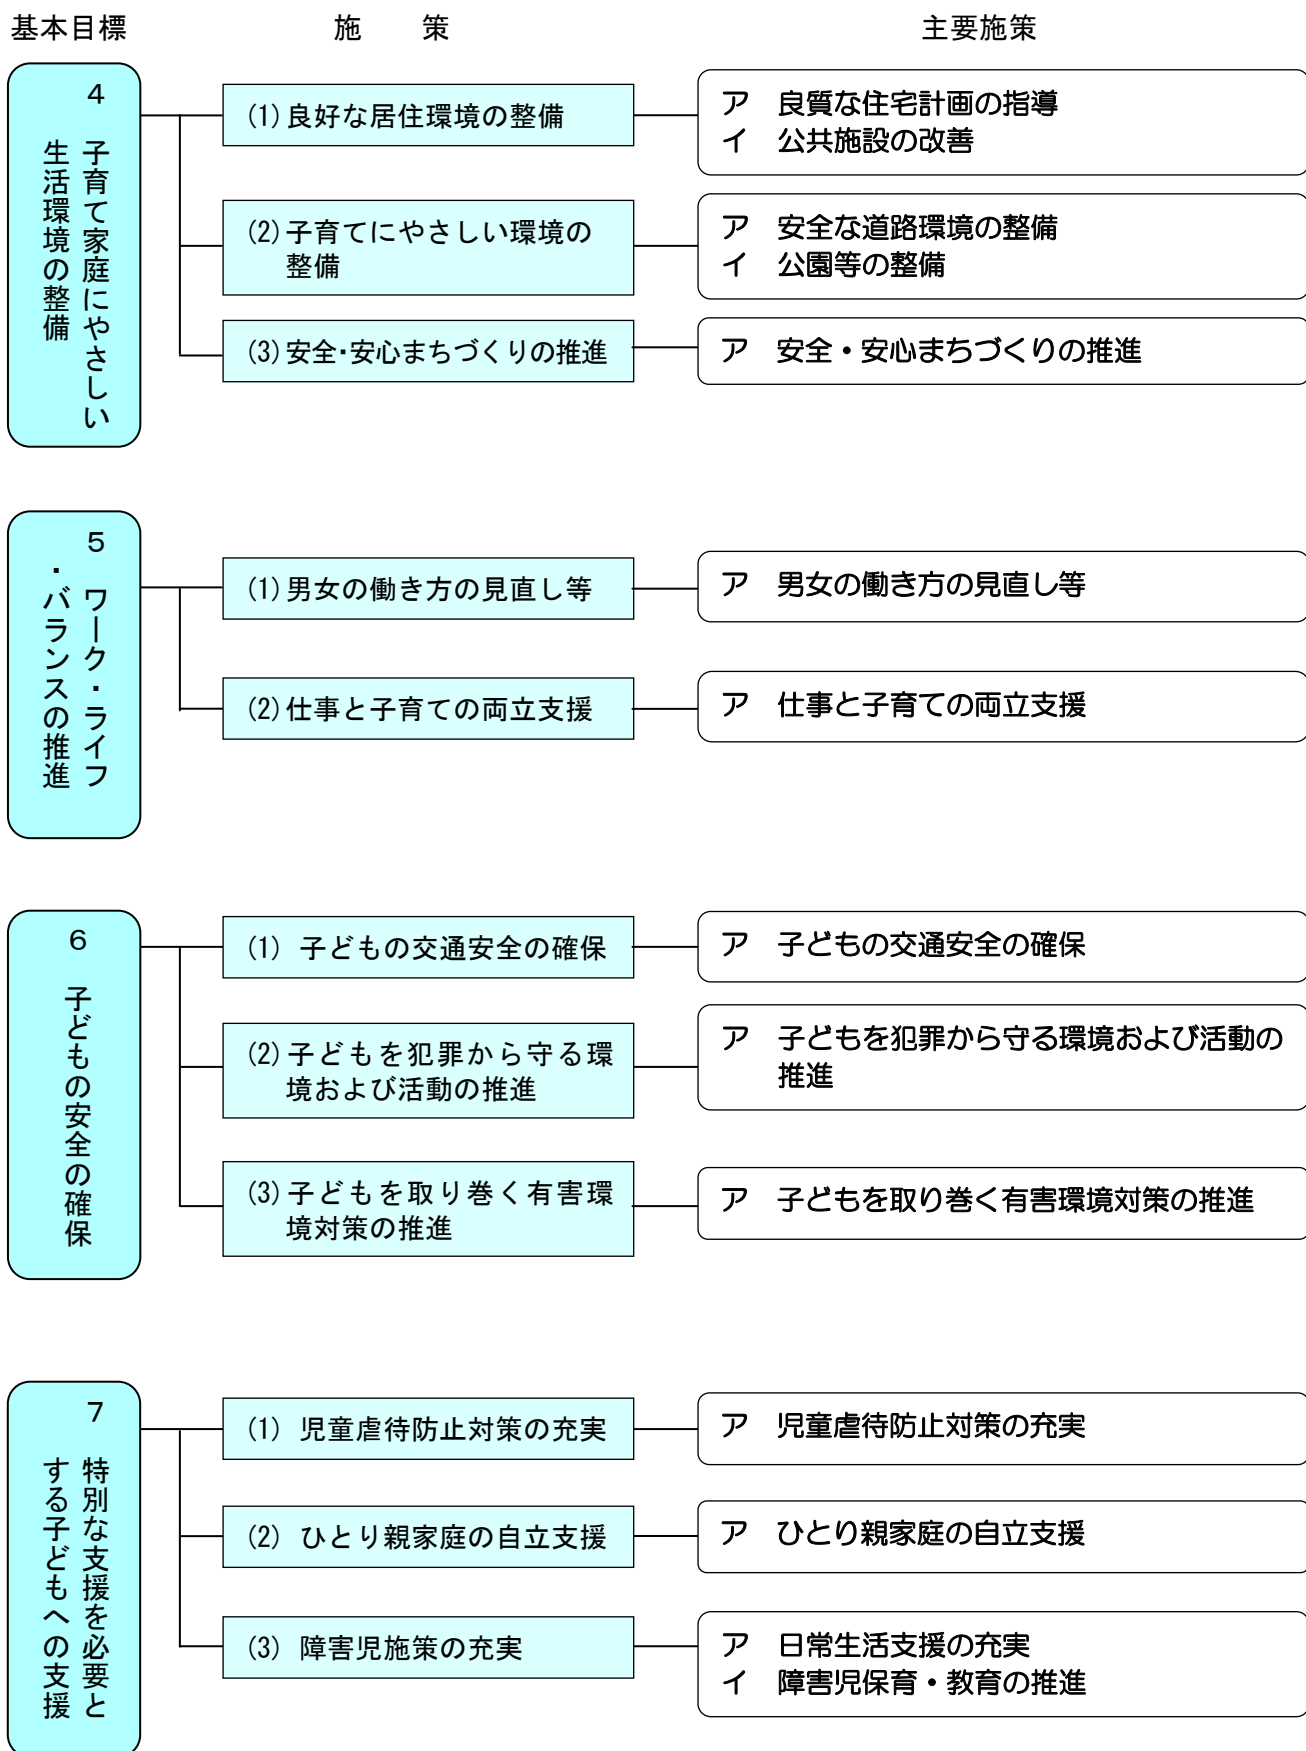 基本目標 施　　策 主要施策
4　子育て家庭にやさしい
生活環境の整備
(1)良好な居住環境の整備
ア　良質な住宅計画の指導
イ　公共施設の改善
(2)子育てにやさしい環境の
整備
ア　安全な道路環境の整備
イ　公園等の整備
(3)安全・安心まちづくりの推進
ア　安全・安心まちづくりの推進
5　ワーク・ライフ
・バランスの推進
(1)男女の働き方の見直し等
ア　男女の働き方の見直し等
(2)仕事と子育ての両立支援
ア　仕事と子育ての両立支援
6　子どもの安全の確保
(1) 子どもの交通安全の確保
ア　子どもの交通安全の確保
(2)子どもを犯罪から守る環
境および活動の推進
ア　子どもを犯罪から守る環境および活動の
推進
(3)子どもを取り巻く有害環
境対策の推進
ア　子どもを取り巻く有害環境対策の推進
7　特別な支援を必要と
する子どもへの支援
(1) 児童虐待防止対策の充実
ア　児童虐待防止対策の充実
(2) ひとり親家庭の自立支援
ア　ひとり親家庭の自立支援
(3) 障害児施策の充実
ア　日常生活支援の充実
イ　障害児保育・教育の推進